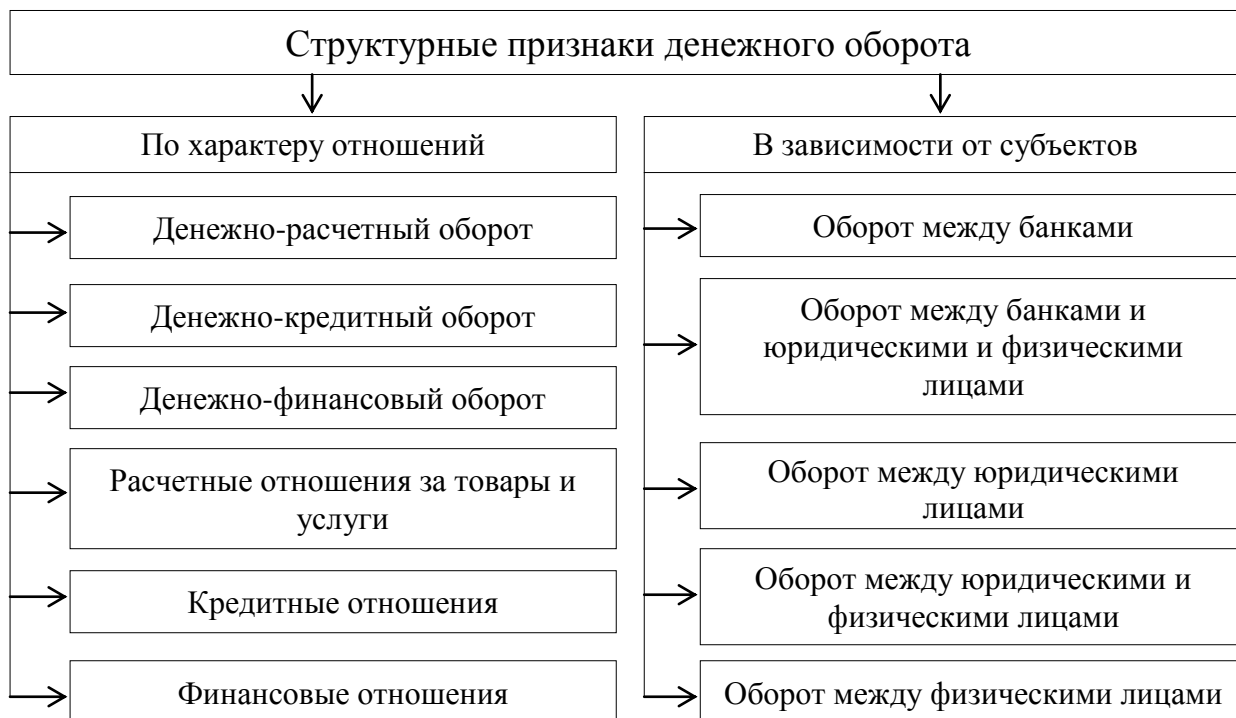 Структурные признаки денежного оборота
По характеру отношений
Денежно-расчетный оборот
Денежно-кредитный оборот
Денежно-финансовый оборот
Расчетные отношения за товары и
услуги
Кредитные отношения
Финансовые отношения
В зависимости от субъектов
Оборот между банками
Оборот между банками и
юридическими и физическими
лицами
Оборот между юридическими
лицами
Оборот между юридическими и
физическими лицами
Оборот между физическими лицами